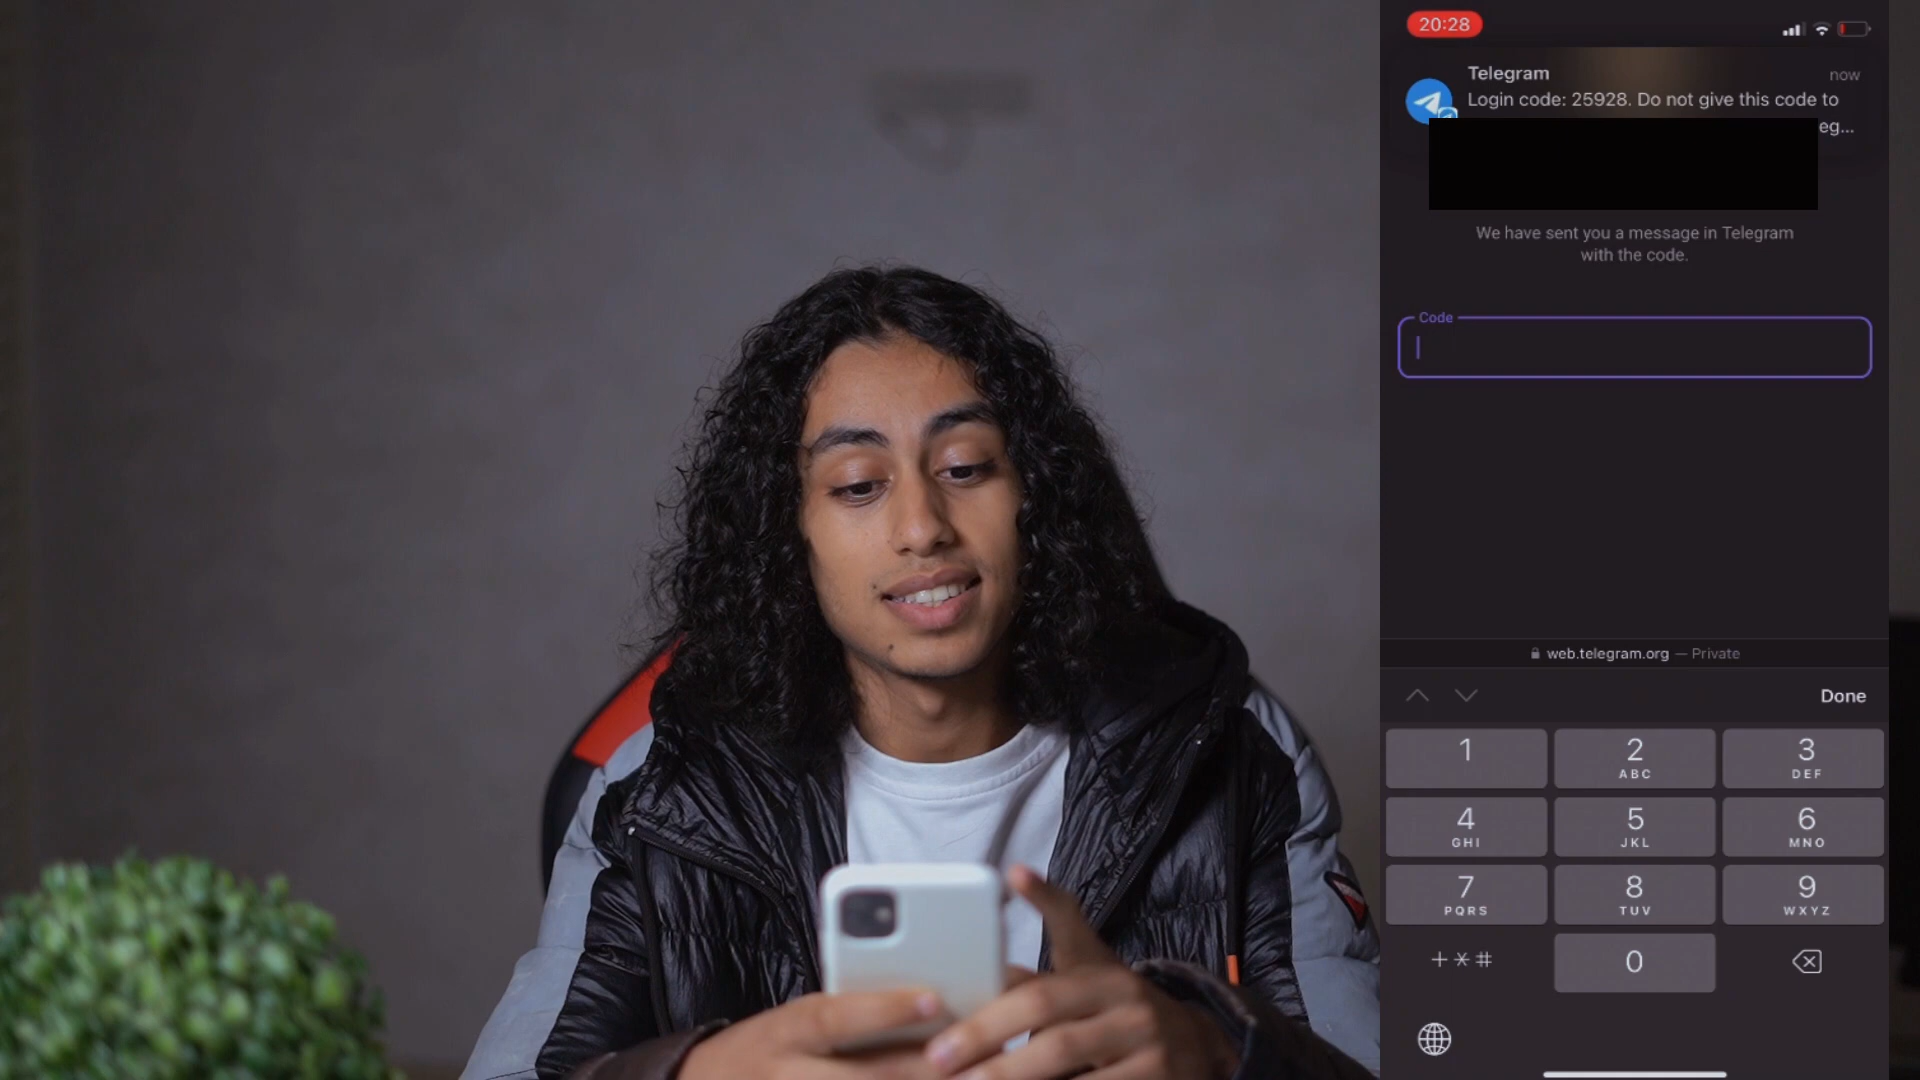 20:28
Telegram
now
Login code: 25928. Do not give this code to
eg...
We have sent you a message in Telegram
with the code.
Code
web.telegram.org — Private
Done
1
2
ABC
3
DEF
4
GHI
5
JKL
6
MNO
7
PQRS
8
TUV
9
WXYZ
+*#
0